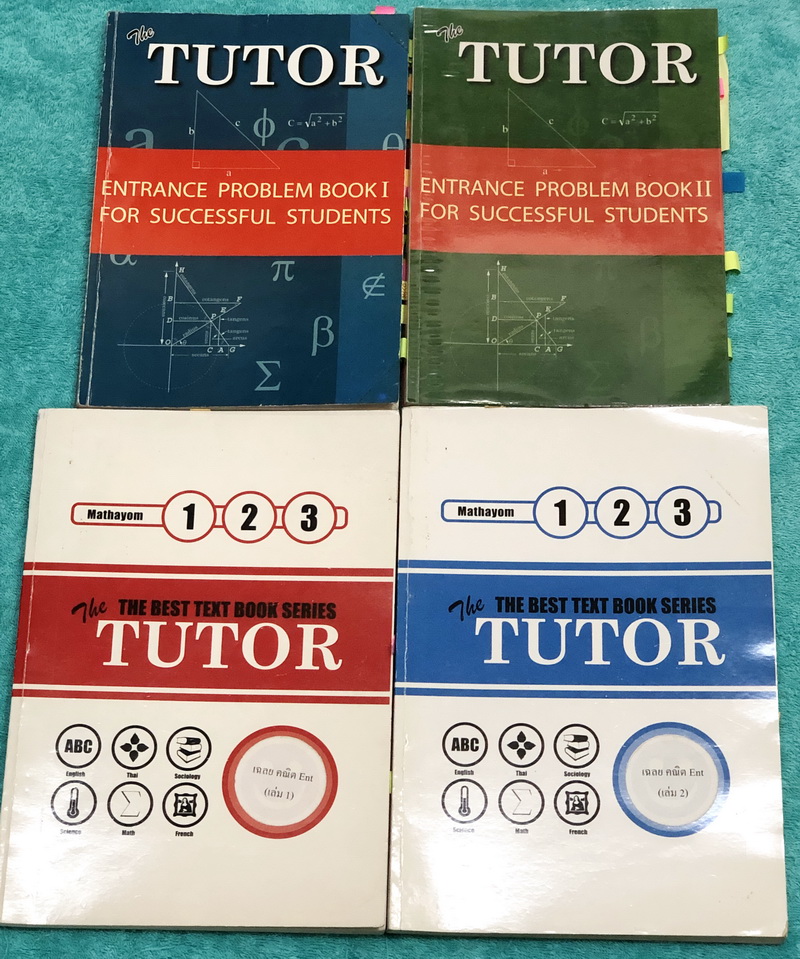 The
TUTOR
b
c
a
C = √a² + b²
ENTRANCE PROBLEM BOOK I
FOR SUCCESSFUL STUDENTS
π
∉
β
Σ
The
TUTOR
b
c
a
C = √a² + b²
ENTRANCE PROBLEM BOOK II
FOR SUCCESSFUL STUDENTS
Mathayom 1 2 3
The THE BEST TEXT BOOK SERIES
TUTOR
ABC
English Thai Sociology
Science Math French
เฉลย คณิต Ent
(เล่ม 1)
Mathayom 1 2 3
The THE BEST TEXT BOOK SERIES
TUTOR
ABC
English Thai Sociology
Science Math French
เฉลย คณิต Ent
(เล่ม 2)